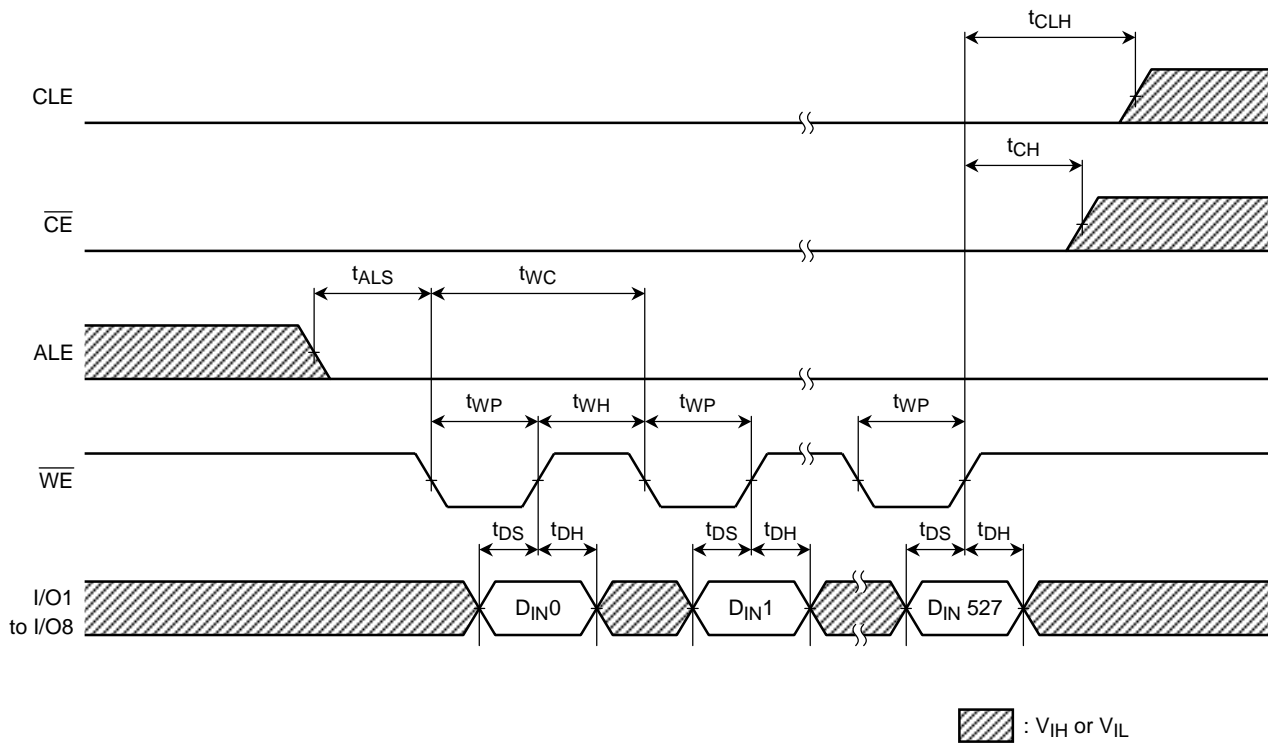 tCLH
CLE
tCH
CE
tALS
tWC
ALE
tWP
tWH
tWP
tWP
WE
tDS
tDH
tDS
tDH
tDS
tDH
I/O1
to I/O8
DIN0
DIN1
DIN 527
: VIH or VIL